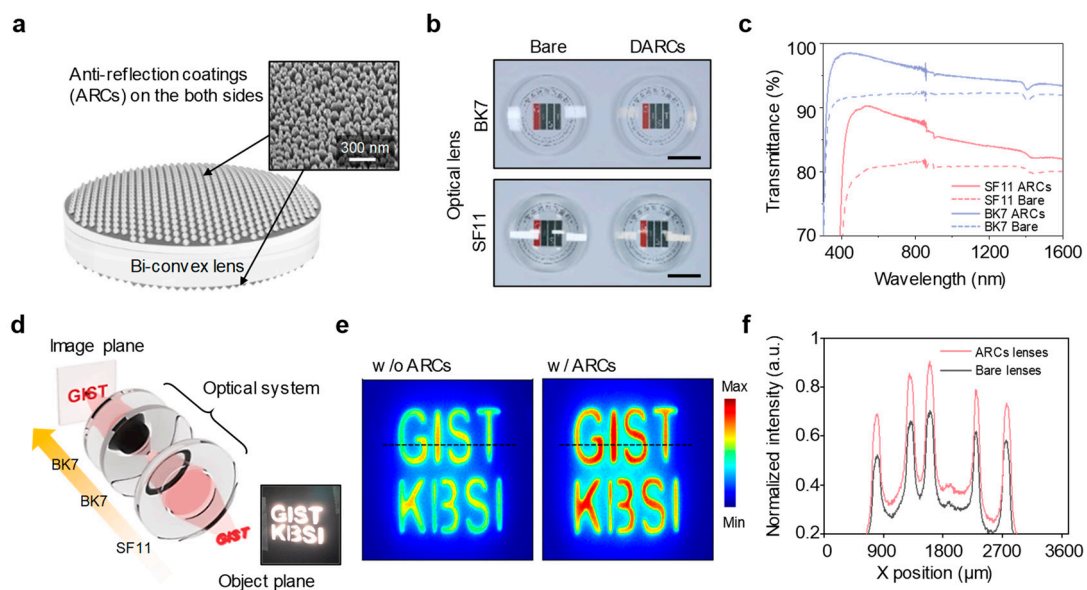 a
Anti-reflection coatings
(ARCs) on the both sides
300 nm
Bi-convex lens
b
Bare DARCs
Optical lens
BK7
SF11
c
Transmittance (%)
100
90
80
70
400 800 1200 1600
Wavelength (nm)
SF11 ARCs
SF11 Bare
BK7 ARCs
BK7 Bare
d
Image plane
GIST
Optical system
BK7
BK7
SF11
GIST
GIST
KBSI
Object plane
e
w/o ARCs
GIST
KBSI
w/ ARCs
GIST
KBSI
Max
Min
f
Normalized intensity (a.u.)
1
0.8
0.6
0.4
0.2
0 900 1800 2700 3600
X position (µm)
ARCs lenses
Bare lenses